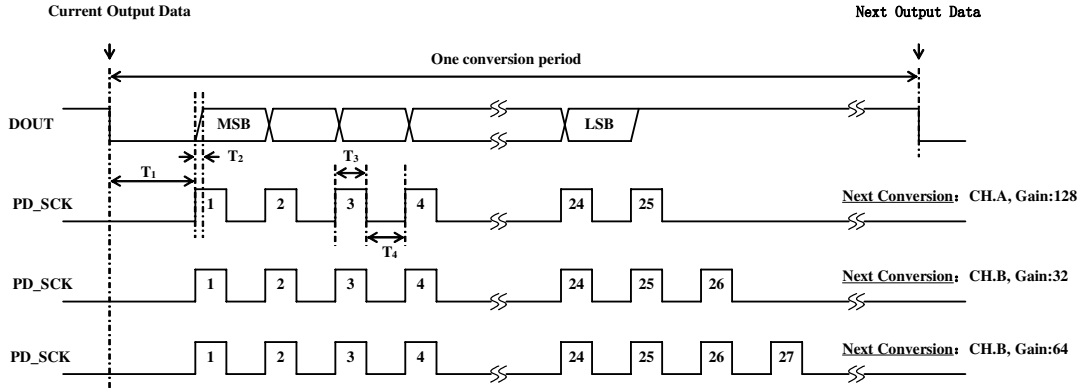 Current Output Data
Next Output Data
One conversion period
DOUT
MSB
LSB
T2
T3
T1
PD_SCK
1 2 3 4 24 25
Next Conversion: CH.A, Gain:128
T4
PD_SCK
1 2 3 4 24 25 26
Next Conversion: CH.B, Gain:32
PD_SCK
1 2 3 4 24 25 26 27
Next Conversion: CH.B, Gain:64